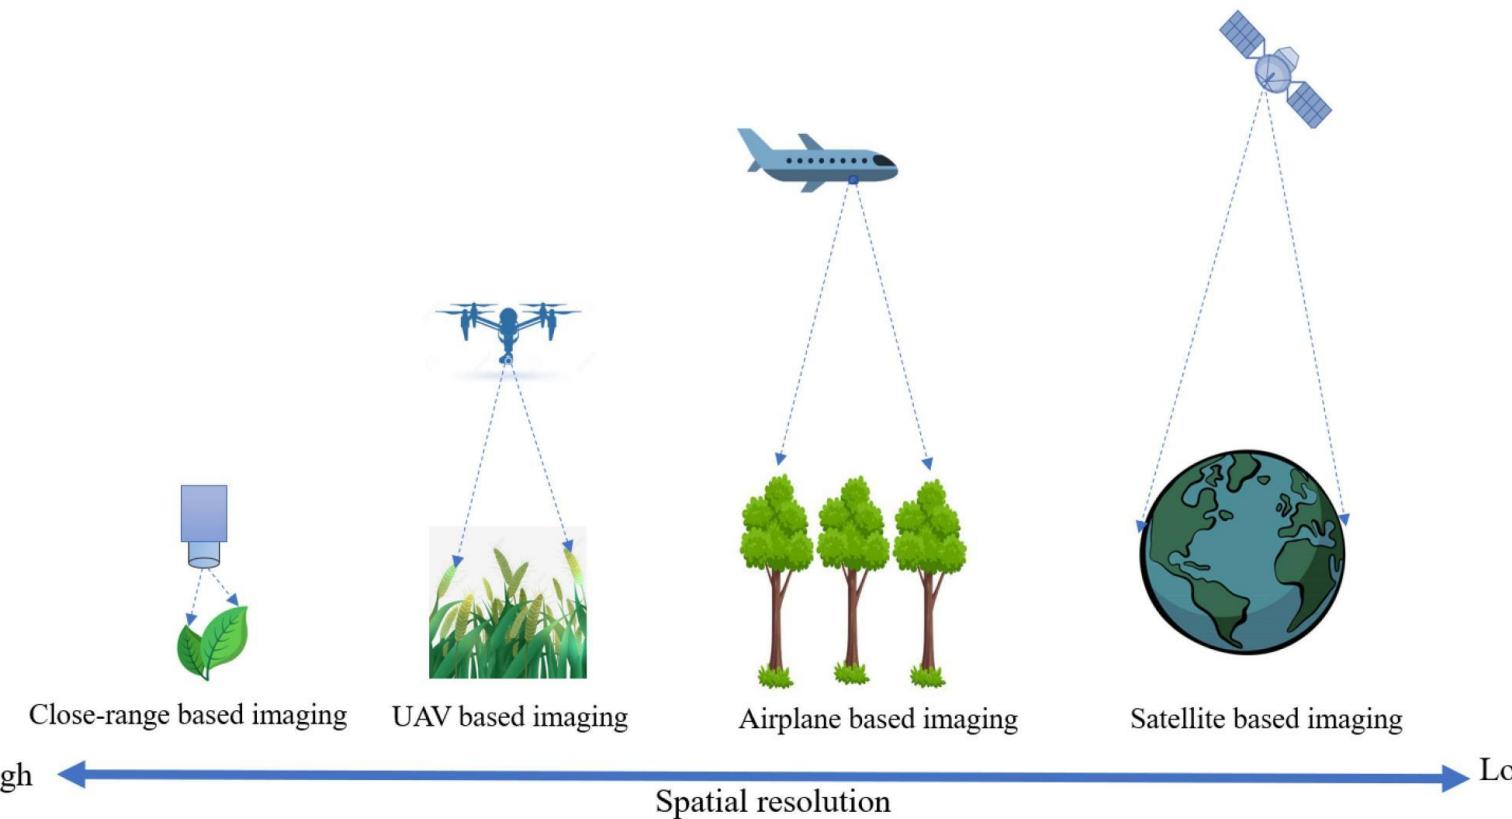 Close-range based imaging
UAV based imaging
Airplane based imaging
Satellite based imaging
gh
Lo
Spatial resolution